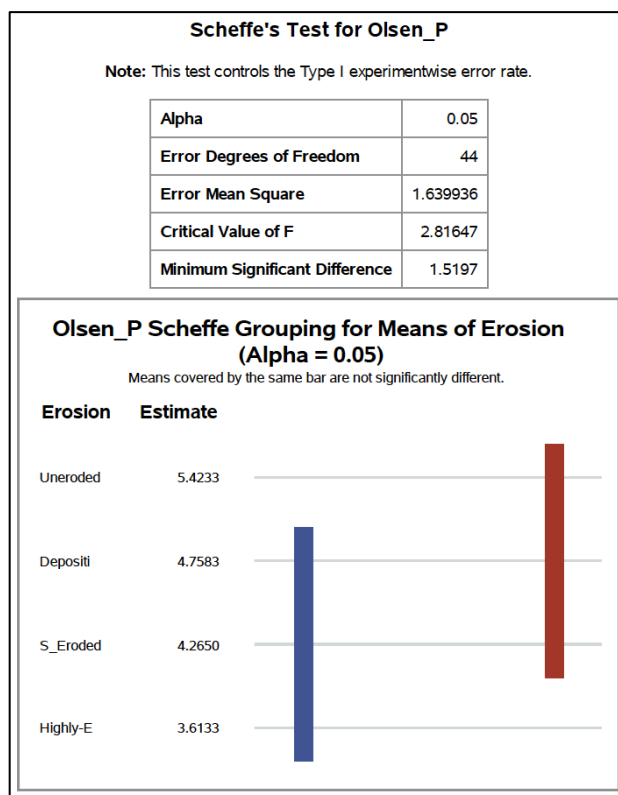 Scheffe's Test for Olsen_P
Note: This test controls the Type I experimentwise error rate.
Alpha 0.05
Error Degrees of Freedom 44
Error Mean Square 1.639936
Critical Value of F 2.81647
Minimum Significant Difference 1.5197
Olsen_P Scheffe Grouping for Means of Erosion
(Alpha = 0.05)
Means covered by the same bar are not significantly different.
Erosion Estimate
Uneroded 5.4233
Depositi 4.7583
S_Eroded 4.2650
Highly-E 3.6133